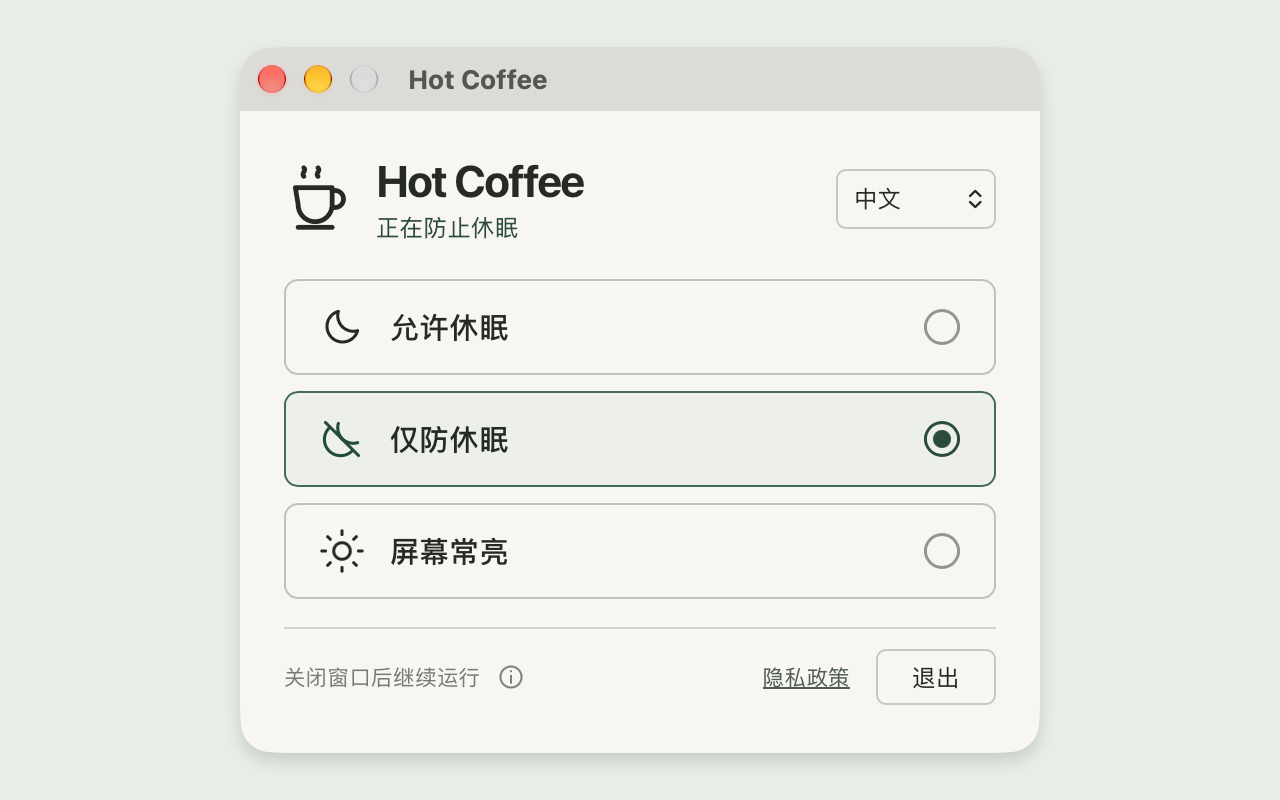 Hot Coffee
Hot Coffee
正在防止休眠
中文
允许休眠
仅防休眠
屏幕常亮
关闭窗口后继续运行
隐私政策
退出